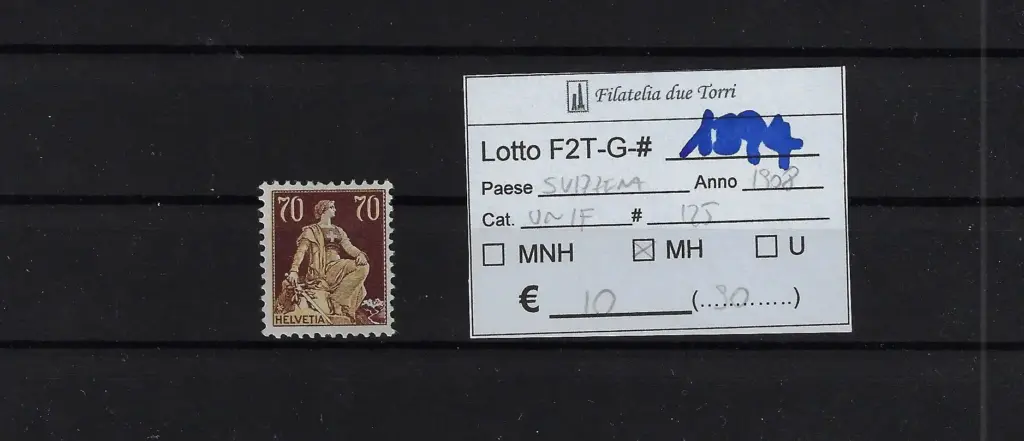 70 70
HELVETIA
Filatelia due Torri
Lotto F2T-G-# 1074
Paese SVIZZERA Anno 1908
Cat. UNIF # 125
MNH MH U
€ 10 (.....30......)